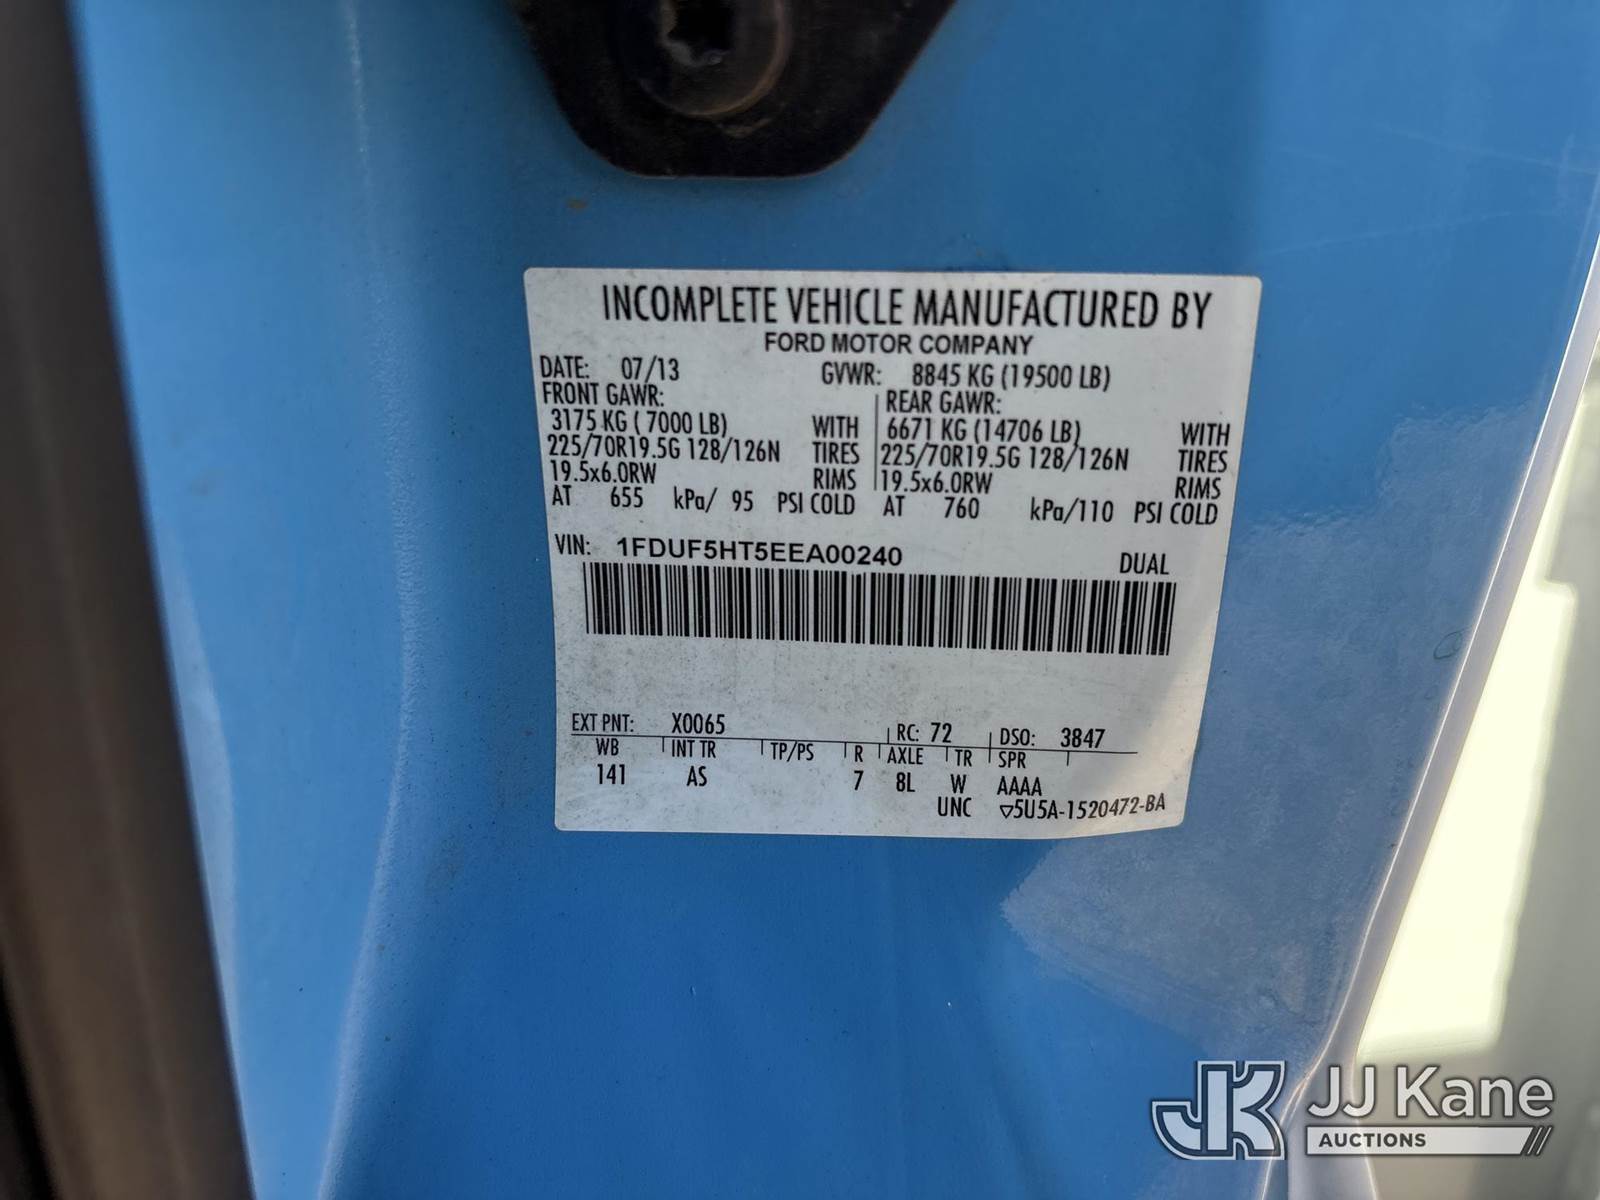 INCOMPLETE VEHICLE MANUFACTURED BY
FORD MOTOR COMPANY
DATE: 07/13 GVWR: 8845 KG (19500 LB)
FRONT GAWR: REAR GAWR:
3175 KG ( 7000 LB) WITH 6671 KG (14706 LB) WITH
225/70R19.5G 128/126N TIRES 225/70R19.5G 128/126N TIRES
19.5x6.0RW RIMS 19.5x6.0RW RIMS
AT 655 kPa/ 95 PSI COLD AT 760 kPa/110 PSI COLD
VIN: 1FDUF5HT5EEA00240 DUAL
EXT PNT: X0065 RC: 72 DSO: 3847
WB INT TR TP/PS R AXLE TR SPR
141 AS 7 8L W AAAA
UNC ▽5U5A-1520472-BA
JK JJ Kane
AUCTIONS